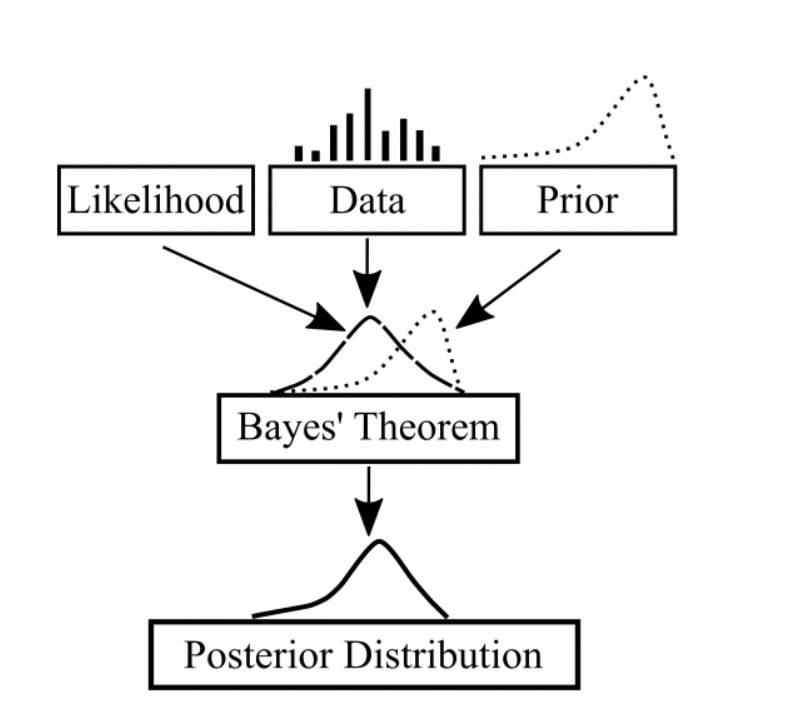 Likelihood
Data
Prior
Bayes' Theorem
Posterior Distribution